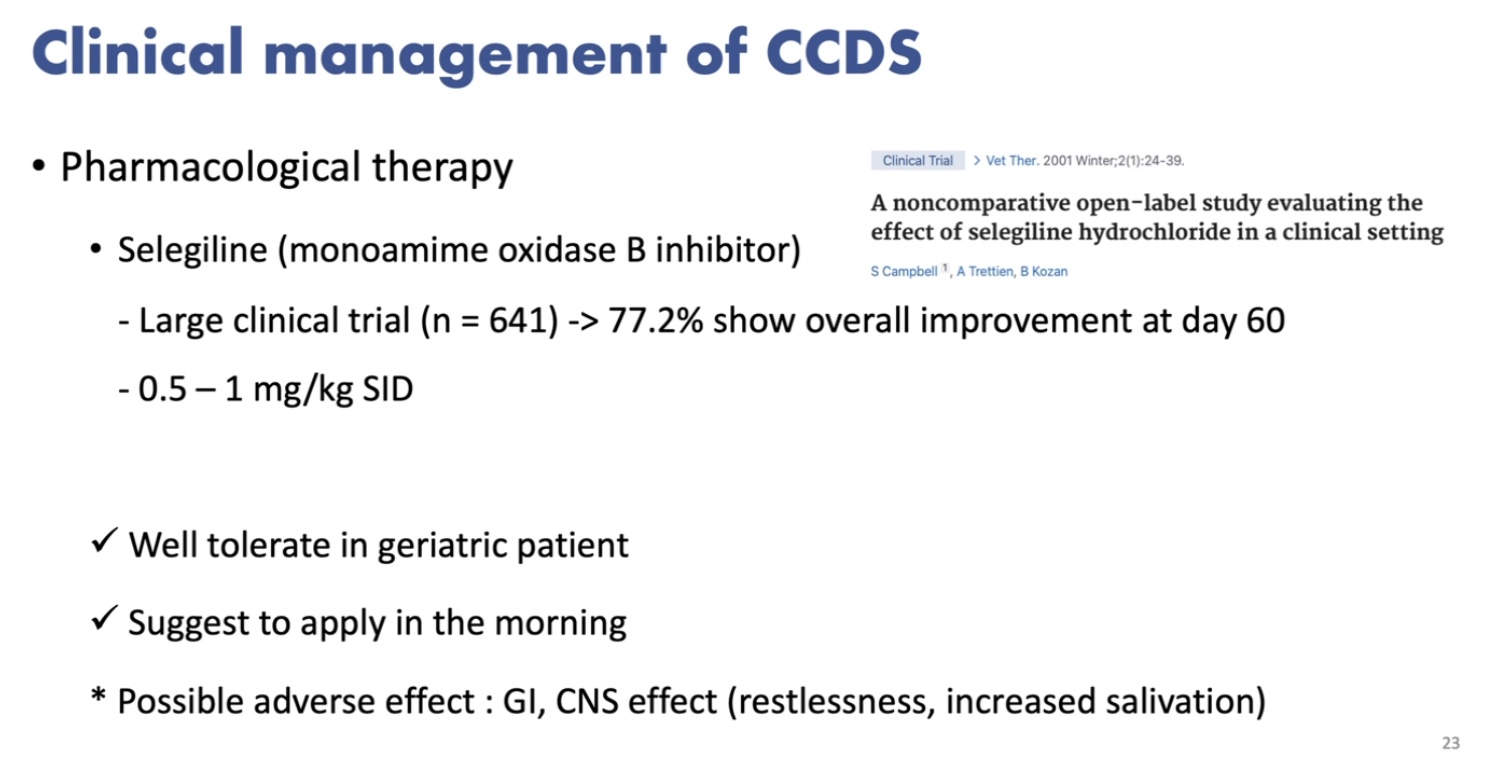 Clinical management of CCDS
• Pharmacological therapy
Clinical Trial > Vet Ther. 2001 Winter;2(1):24-39.
A noncomparative open-label study evaluating the
effect of selegiline hydrochloride in a clinical setting
S Campbell 1, A Trettien, B Kozan
• Selegiline (monoamime oxidase B inhibitor)
- Large clinical trial (n = 641) -> 77.2% show overall improvement at day 60
- 0.5 – 1 mg/kg SID
✓ Well tolerate in geriatric patient
✓ Suggest to apply in the morning
* Possible adverse effect : GI, CNS effect (restlessness, increased salivation)
23